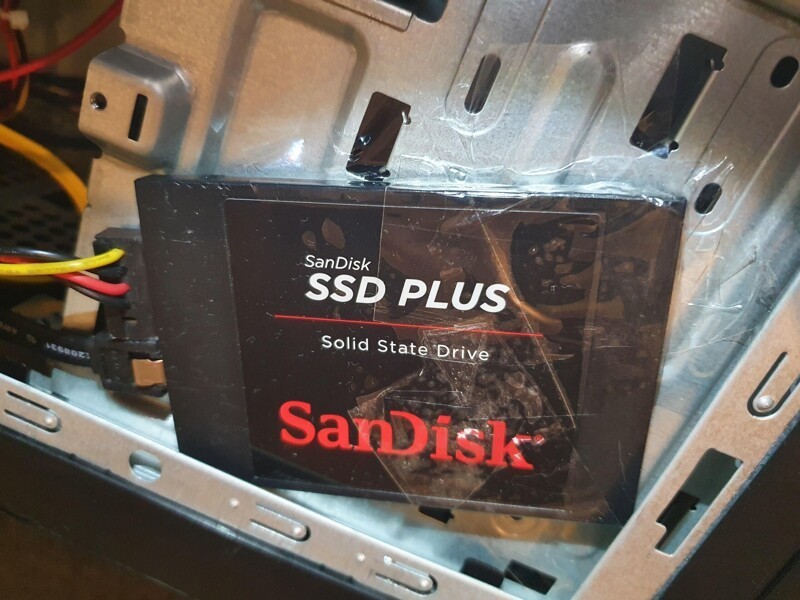 SanDisk
SSD PLUS
Solid State Drive
SanDisk